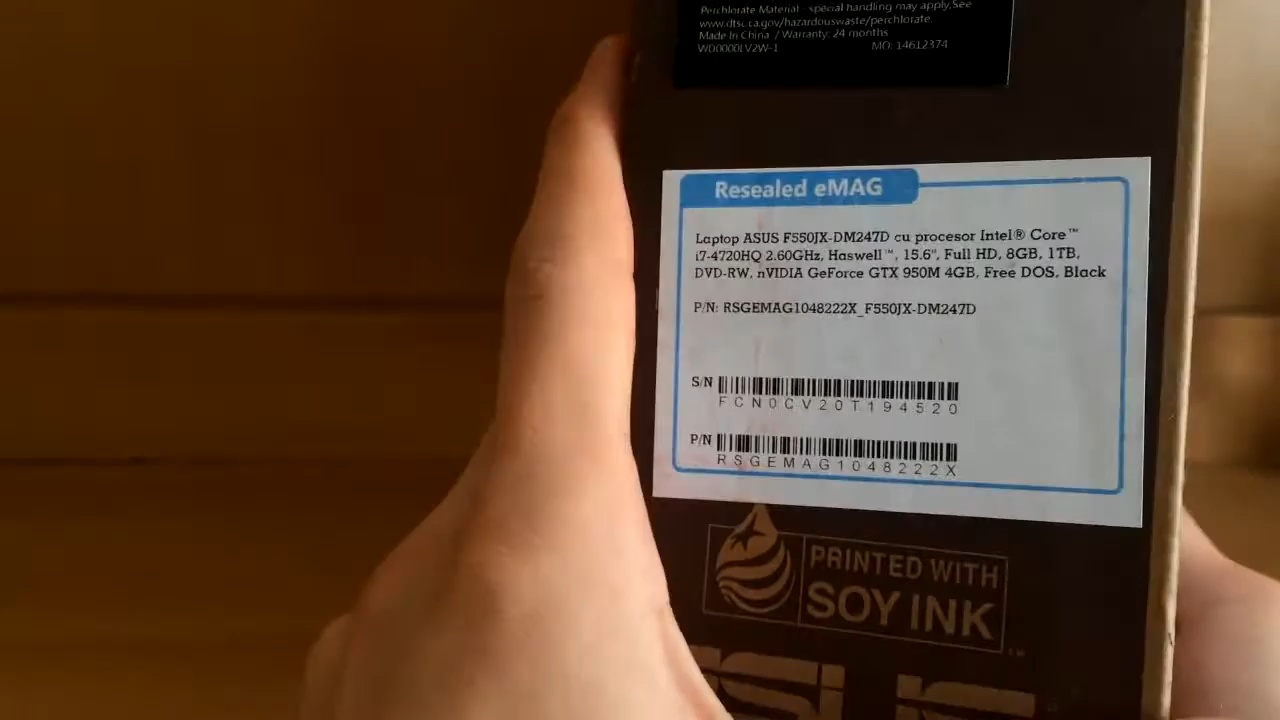 Perchlorate Material - special handling may apply.See
www.dtsc.ca.gov/hazardouswaste/perchlorate.
Made In China / Warranty: 24 months
WD0000LV2W-1 MO: 14612374
Resealed eMAG
Laptop ASUS F550JX-DM247D cu procesor Intel® Core™
i7-4720HQ 2.60GHz, Haswell™, 15.6", Full HD, 8GB, 1TB,
DVD-RW, nVIDIA GeForce GTX 950M 4GB, Free DOS, Black
P/N: RSGEMAG1048222X_F550JX-DM247D
S/N
FCN0CV20T194520
P/N
RSGEMAG1048222X
PRINTED WITH
SOY INK™